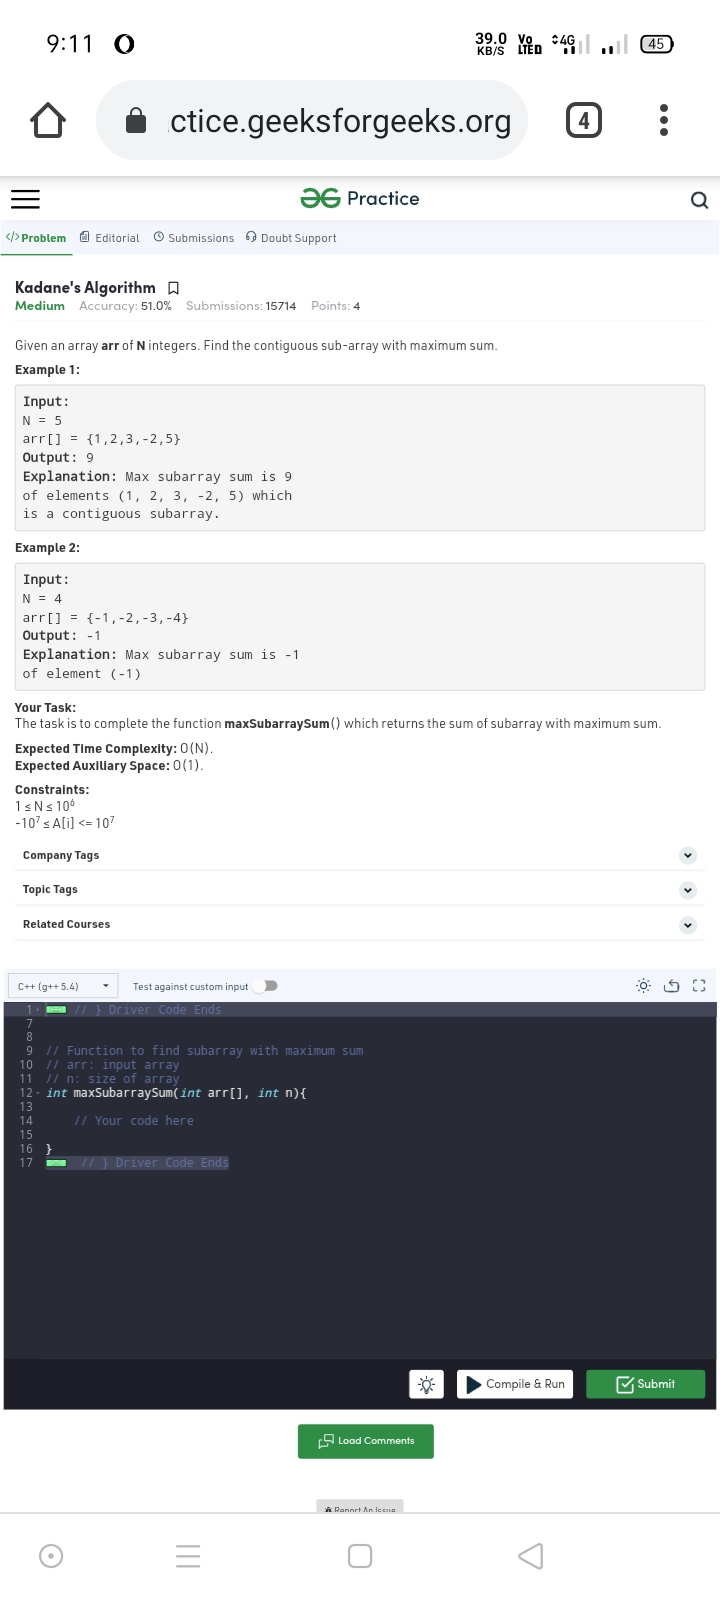 9:11
39.0 KB/S
Vo LTED
4G
45
ctice.geeksforgeeks.org
4
Practice
</> Problem Editorial Submissions Doubt Support
Kadane's Algorithm
Medium Accuracy: 51.0% Submissions: 15714 Points: 4
Given an array arr of N integers. Find the contiguous sub-array with maximum sum.
Example 1:
Input:
N = 5
arr[] = {1,2,3,-2,5}
Output: 9
Explanation: Max subarray sum is 9
of elements (1, 2, 3, -2, 5) which
is a contiguous subarray.
Example 2:
Input:
N = 4
arr[] = {-1,-2,-3,-4}
Output: -1
Explanation: Max subarray sum is -1
of element (-1)
Your Task:
The task is to complete the function maxSubarraySum() which returns the sum of subarray with maximum sum.
Expected Time Complexity: O(N).
Expected Auxiliary Space: O(1).
Constraints:
1 ≤ N ≤ 10⁶
-10⁷ ≤ A[i] <= 10⁷
Company Tags
Topic Tags
Related Courses
C++ (g++ 5.4) Test against custom input
1 // } Driver Code Ends
7
8
9 // Function to find subarray with maximum sum
10 // arr: input array
11 // n: size of array
12 int maxSubarraySum(int arr[], int n){
13
14 // Your code here
15
16 }
17 // } Driver Code Ends
Compile & Run Submit
Load Comments
Report An Issue